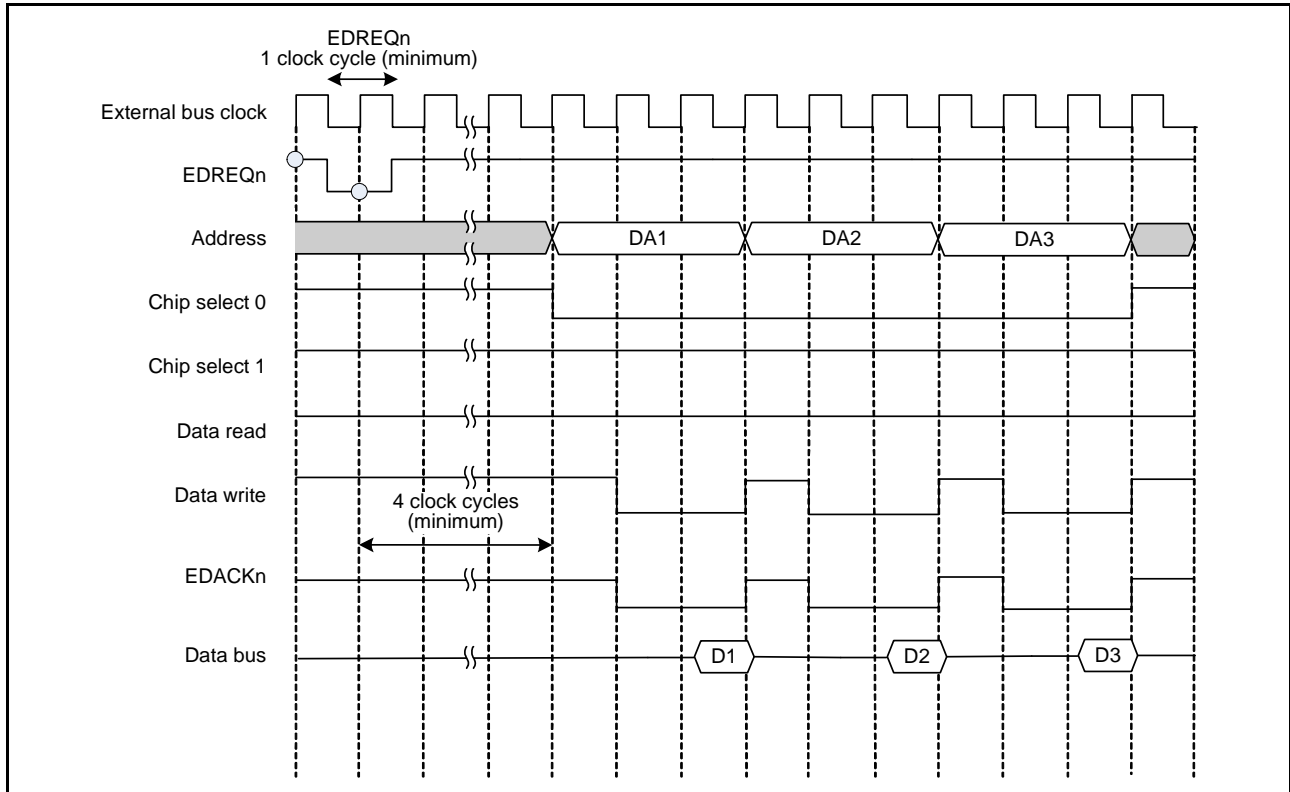 EDREQn
1 clock cycle (minimum)
External bus clock
EDREQn
Address
DA1
DA2
DA3
Chip select 0
Chip select 1
Data read
Data write
4 clock cycles
(minimum)
EDACKn
Data bus
D1
D2
D3